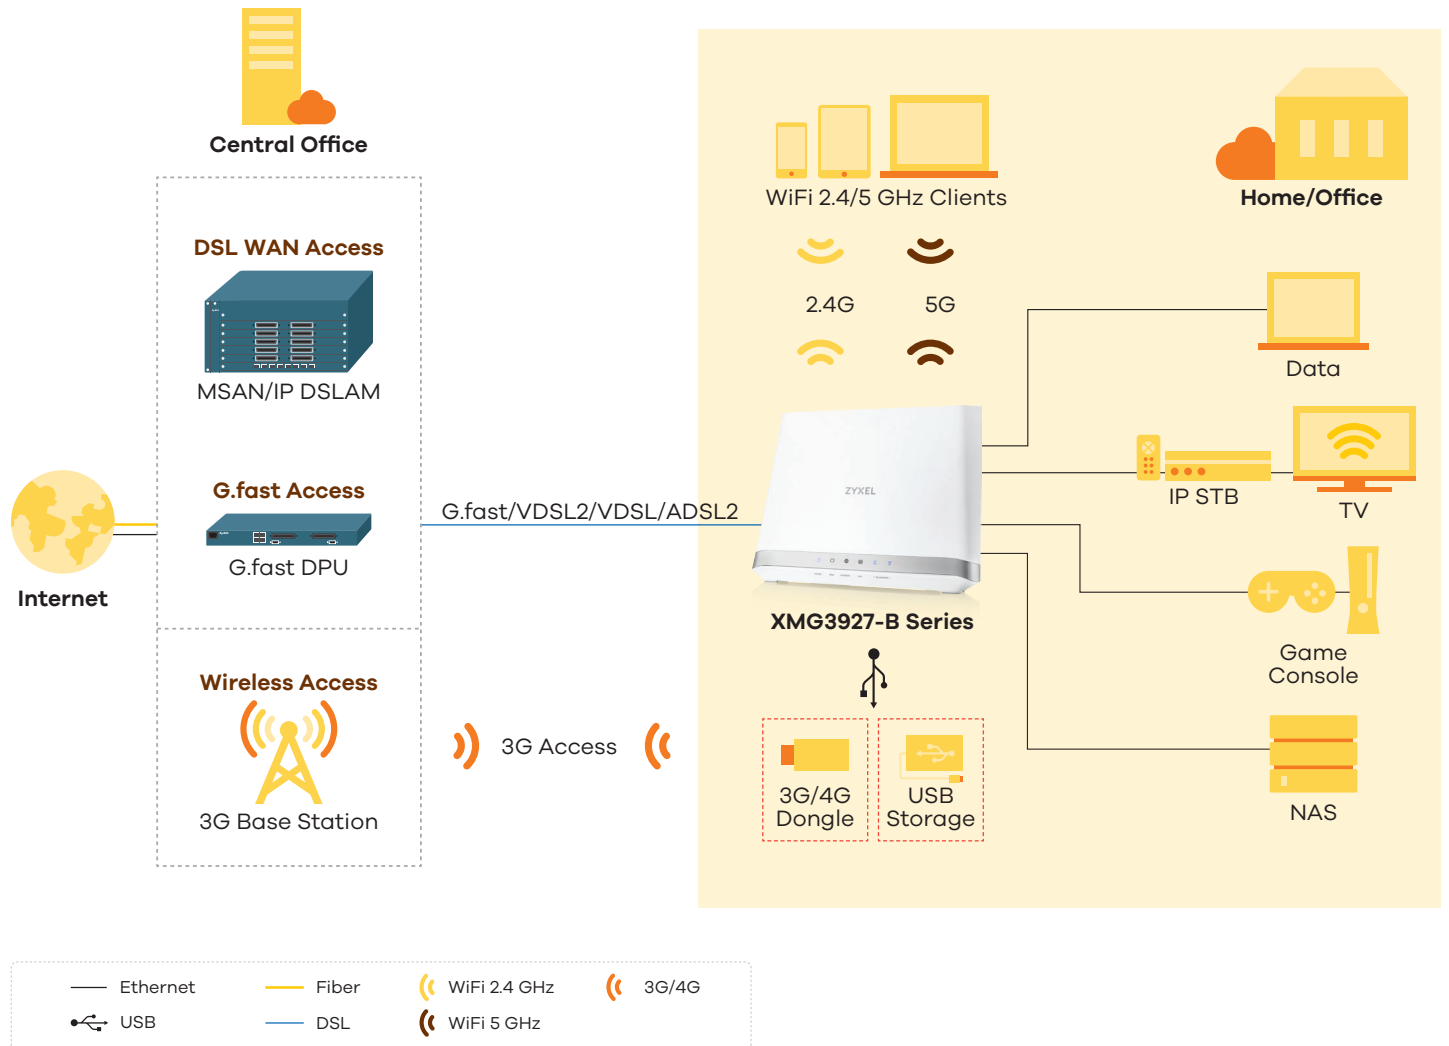 Central Office
DSL WAN Access
MSAN/IP DSLAM
G.fast Access
G.fast DPU
Internet
Wireless Access
3G Base Station
G.fast/VDSL2/VDSL/ADSL2
3G Access
WiFi 2.4/5 GHz Clients
2.4G
5G
Home/Office
ZYXEL
XMG3927-B Series
3G/4G
Dongle
USB
Storage
Data
IP STB
TV
Game
Console
NAS
Ethernet
Fiber
WiFi 2.4 GHz
3G/4G
USB
DSL
WiFi 5 GHz